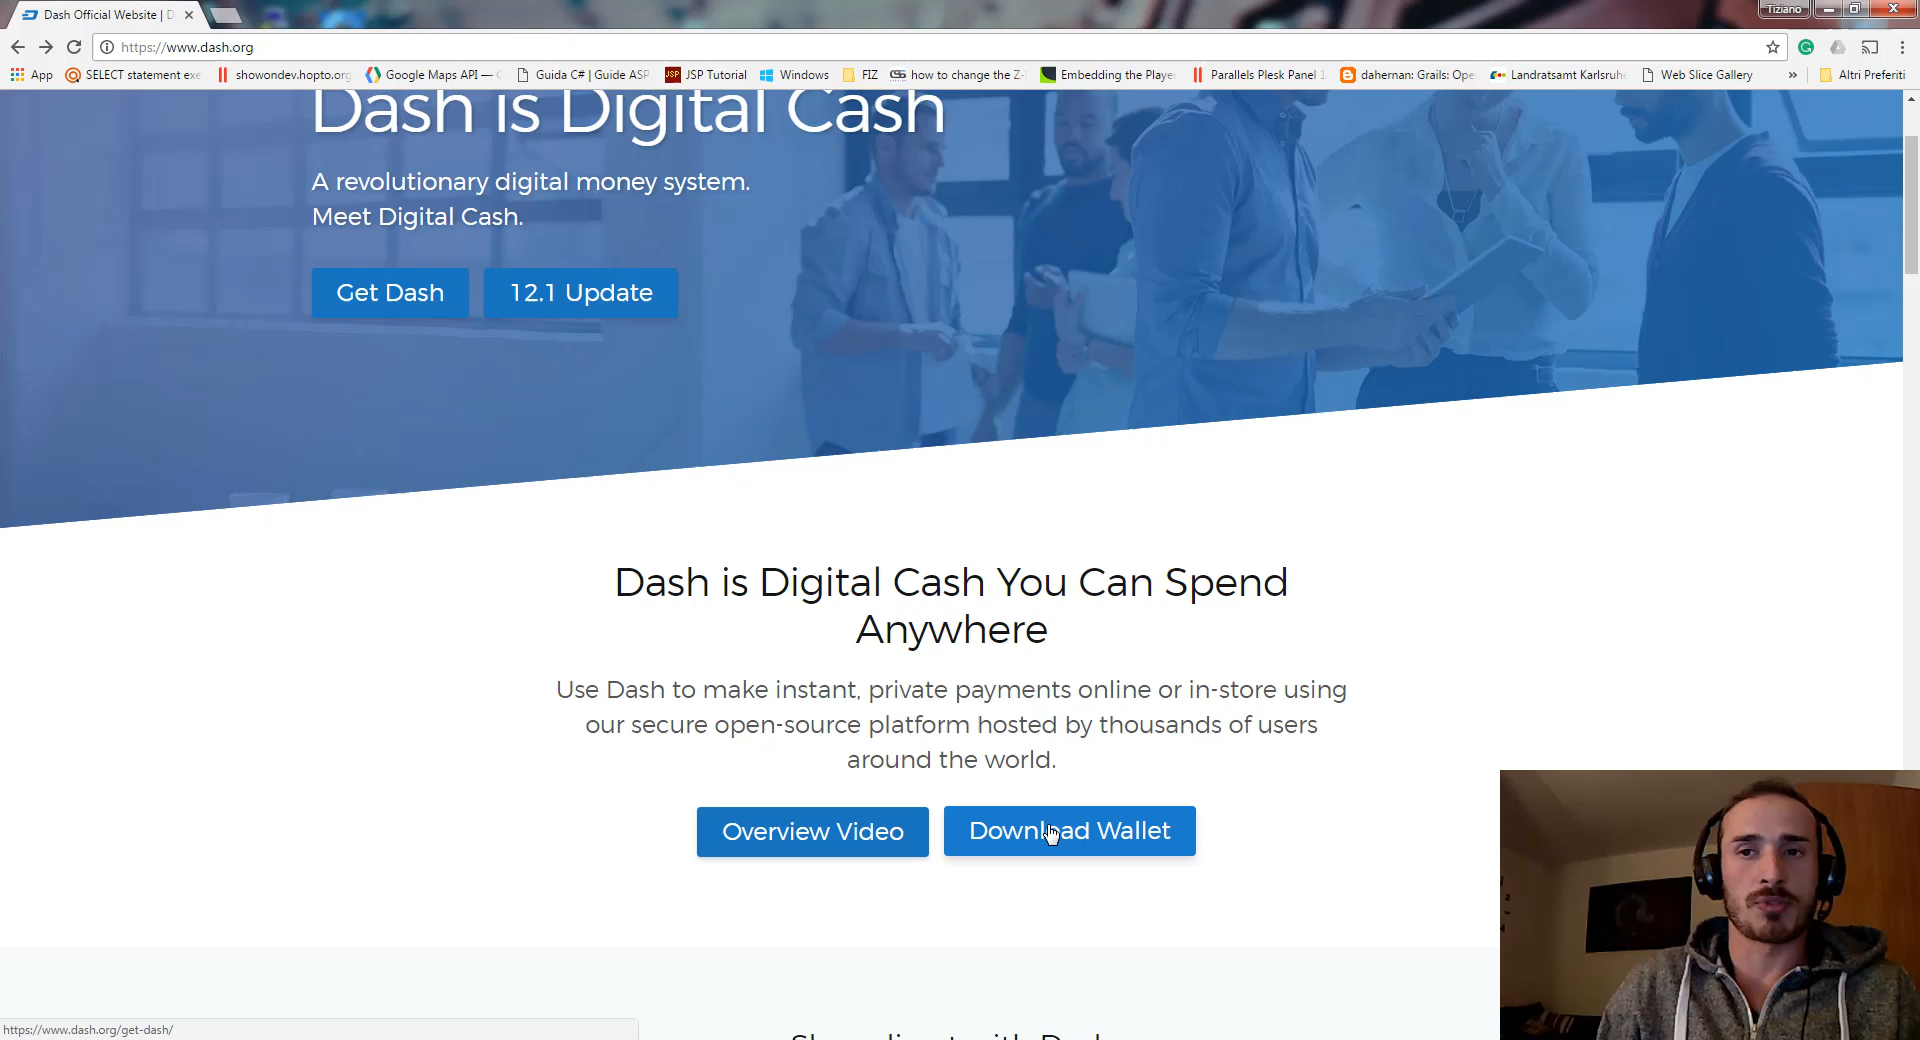 Dash Official Website | D
Tiziano
https://www.dash.org
App
SELECT statement exe
showondev.hopto.org
Google Maps API —
Guida C# | Guide ASP.
JSP JSP Tutorial
Windows
FIZ
how to change the Z-
Embedding the Player
Parallels Plesk Panel 1
dahernan: Grails: Ope
Landratsamt Karlsruhe
Web Slice Gallery
»
Altri Preferiti
Dash is Digital Cash
A revolutionary digital money system.
Meet Digital Cash.
Get Dash
12.1 Update
Dash is Digital Cash You Can Spend
Anywhere
Use Dash to make instant, private payments online or in-store using
our secure open-source platform hosted by thousands of users
around the world.
Overview Video
Download Wallet
https://www.dash.org/get-dash/